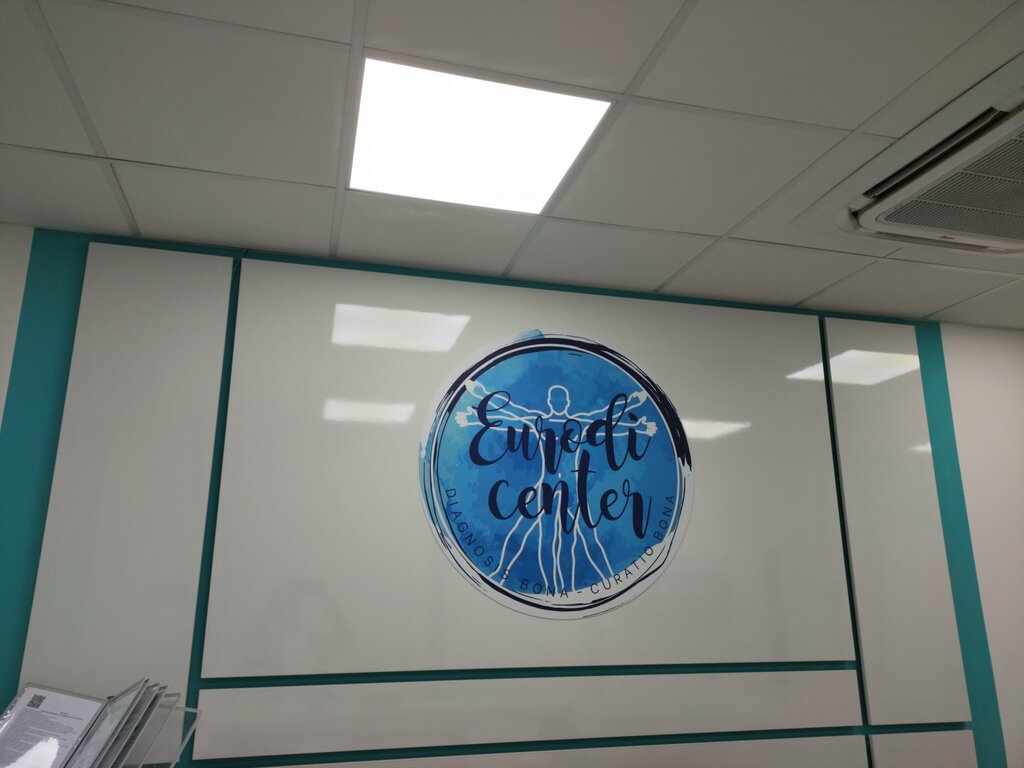 Eurodi
center
DIAGNOSIS BONA - CURATIO BONA